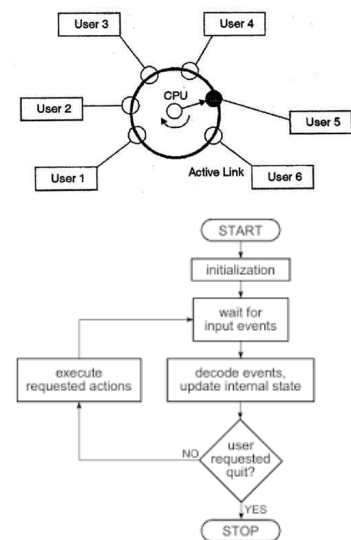 User 3
User 4
CPU
User 2
User 5
User 1
Active Link
User 6
START
initialization
wait for
input events
execute
requested actions
decode events,
update internal state
NO
user
requested
quit?
YES
STOP